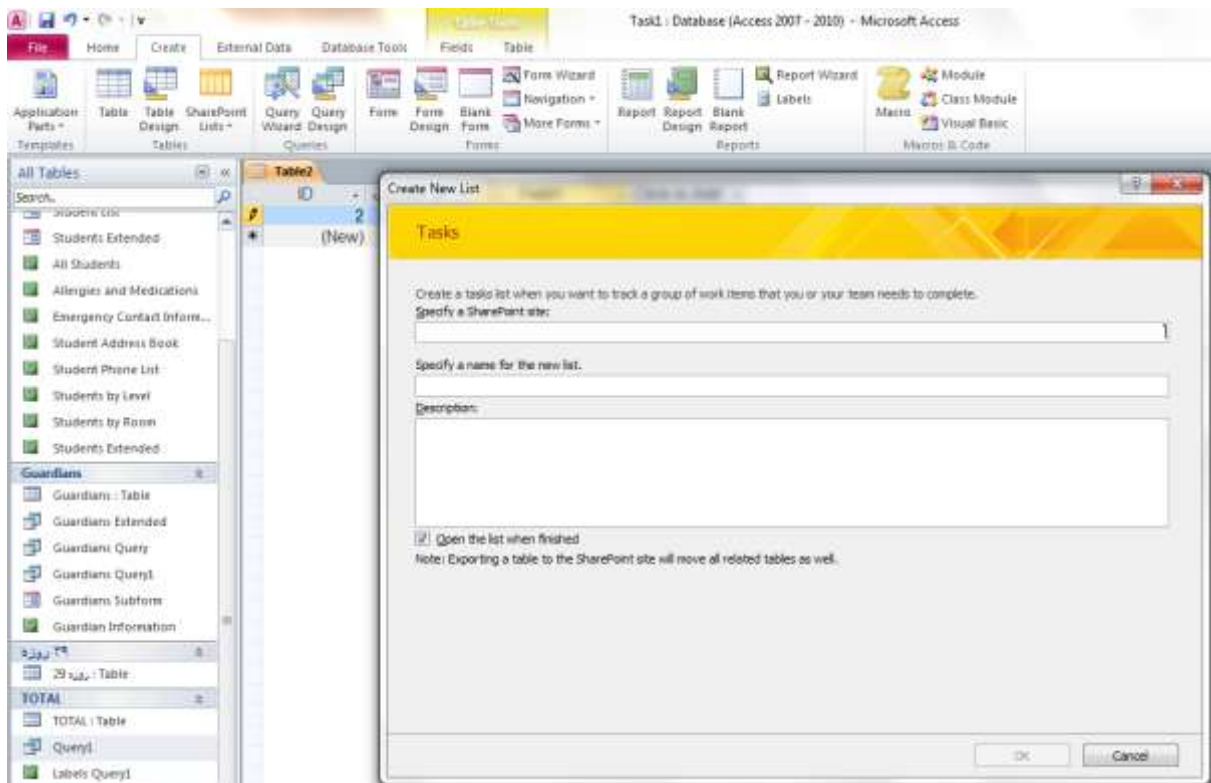 Task1 : Database (Access 2007 - 2010) - Microsoft Access
File Home Create External Data Database Tools Fields Table
Application Parts
Table
Table Design
SharePoint Lists
Query Wizard
Query Design
Form
Form Design
Blank Form
Form Wizard
Navigation
More Forms
Report
Report Design
Blank Report
Report Wizard
Labels
Macro
Module
Class Module
Visual Basic
Templates Tables Queries Forms Reports Macros & Code
All Tables
Search..
Student List
Students Extended
All Students
Allergies and Medications
Emergency Contact Inform...
Student Address Book
Student Phone List
Students by Level
Students by Room
Students Extended
Guardians
Guardians : Table
Guardians Extended
Guardians Query
Guardians Query1
Guardians Subform
Guardian Information
۲۹ روزه
روزه 29 : Table
TOTAL
TOTAL : Table
Query1
Labels Query1
Table2
ID
2
(New)
Create New List
Tasks
Create a tasks list when you want to track a group of work items that you or your team needs to complete.
Specify a SharePoint site:
Specify a name for the new list.
Description:
Open the list when finished
Note: Exporting a table to the SharePoint site will move all related tables as well.
OK Cancel